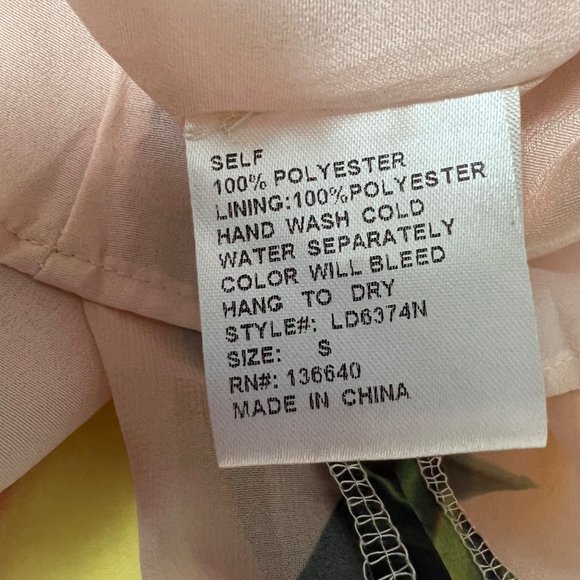 SELF
100% POLYESTER
LINING:100%POLYESTER
HAND WASH COLD
WATER SEPARATELY
COLOR WILL BLEED
HANG TO DRY
STYLE#: LD6374N
SIZE: S
RN#: 136640
MADE IN CHINA